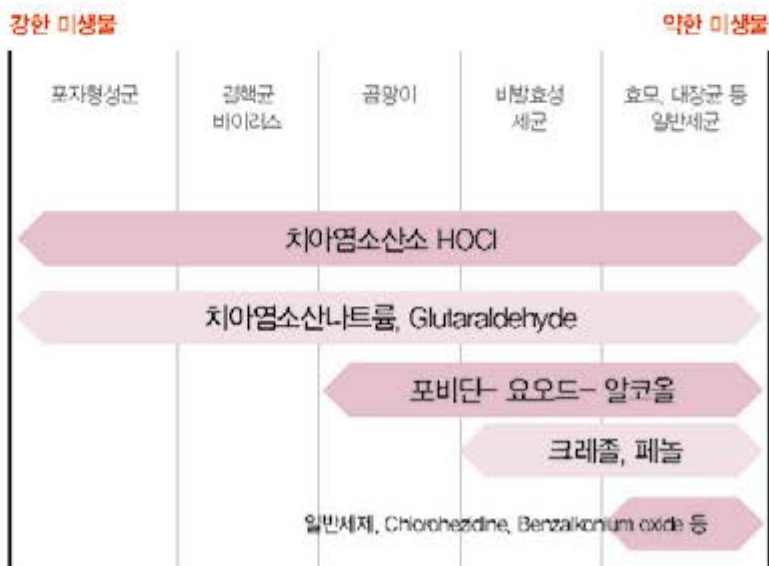 강한 미생물
약한 미생물
포자형성균
결핵균
바이러스
곰팡이
비발효성
세균
효모, 대장균 등
일반세균
치아염소산소 HOCl
치아염소산나트륨, Glutaraldehyde
포비단- 요오드- 알코올
크레졸, 페놀
일반세제, Chlorohezidine, Benzalkonium oxide 등